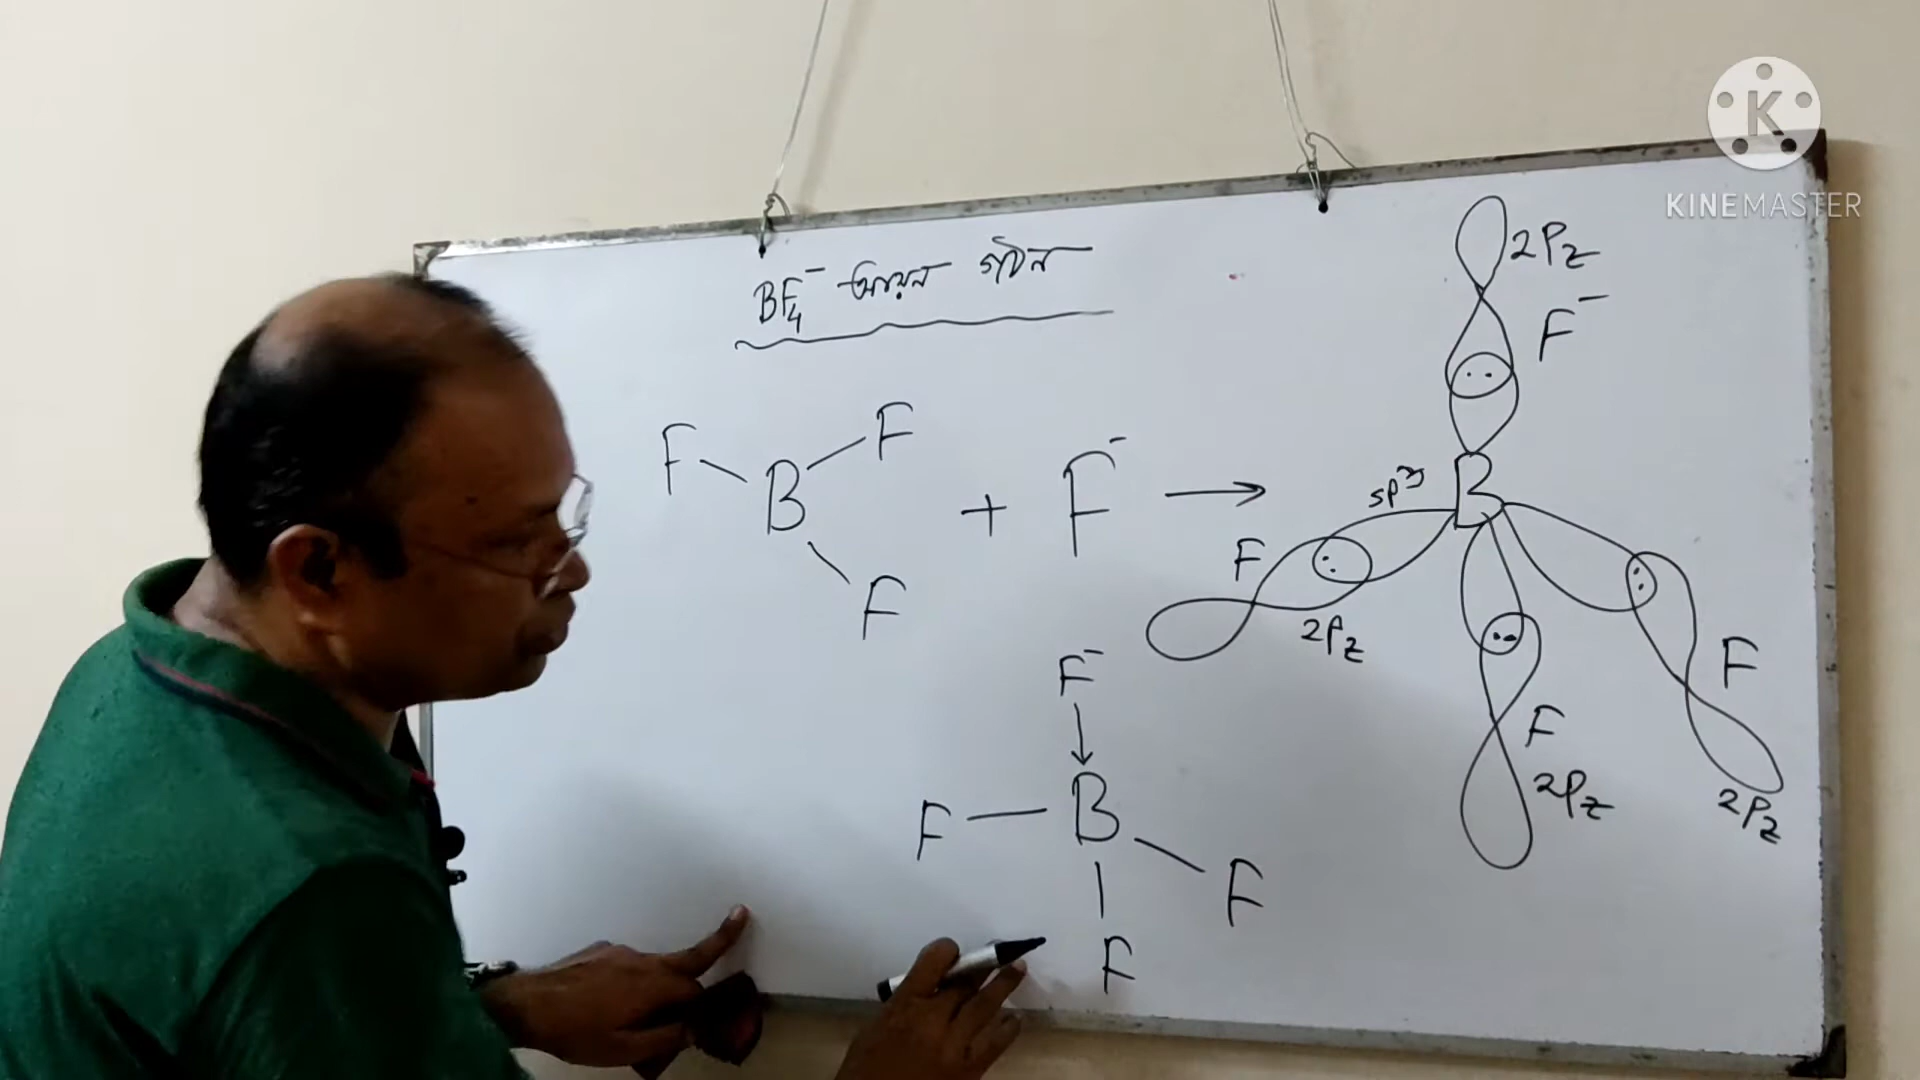 BF₄⁻ আয়ন গঠন
F B F + F⁻ →
F
F⁻
↓
F — B
F
F
2Pz
F⁻
B
sp³
F
2Pz
F
2Pz
F
2Pz
K
KINEMASTER